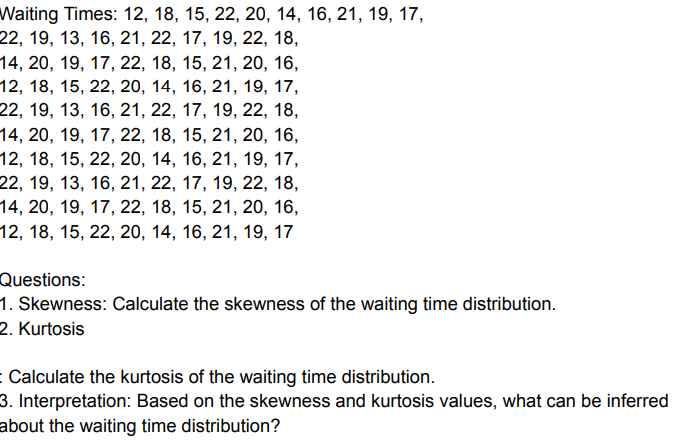 Waiting Times: 12, 18, 15, 22, 20, 14, 16, 21, 19, 17,
22, 19, 13, 16, 21, 22, 17, 19, 22, 18,
14, 20, 19, 17, 22, 18, 15, 21, 20, 16,
12, 18, 15, 22, 20, 14, 16, 21, 19, 17,
22, 19, 13, 16, 21, 22, 17, 19, 22, 18,
14, 20, 19, 17, 22, 18, 15, 21, 20, 16,
12, 18, 15, 22, 20, 14, 16, 21, 19, 17,
22, 19, 13, 16, 21, 22, 17, 19, 22, 18,
14, 20, 19, 17, 22, 18, 15, 21, 20, 16,
12, 18, 15, 22, 20, 14, 16, 21, 19, 17
Questions:
1. Skewness: Calculate the skewness of the waiting time distribution.
2. Kurtosis
: Calculate the kurtosis of the waiting time distribution.
3. Interpretation: Based on the skewness and kurtosis values, what can be inferred
about the waiting time distribution?